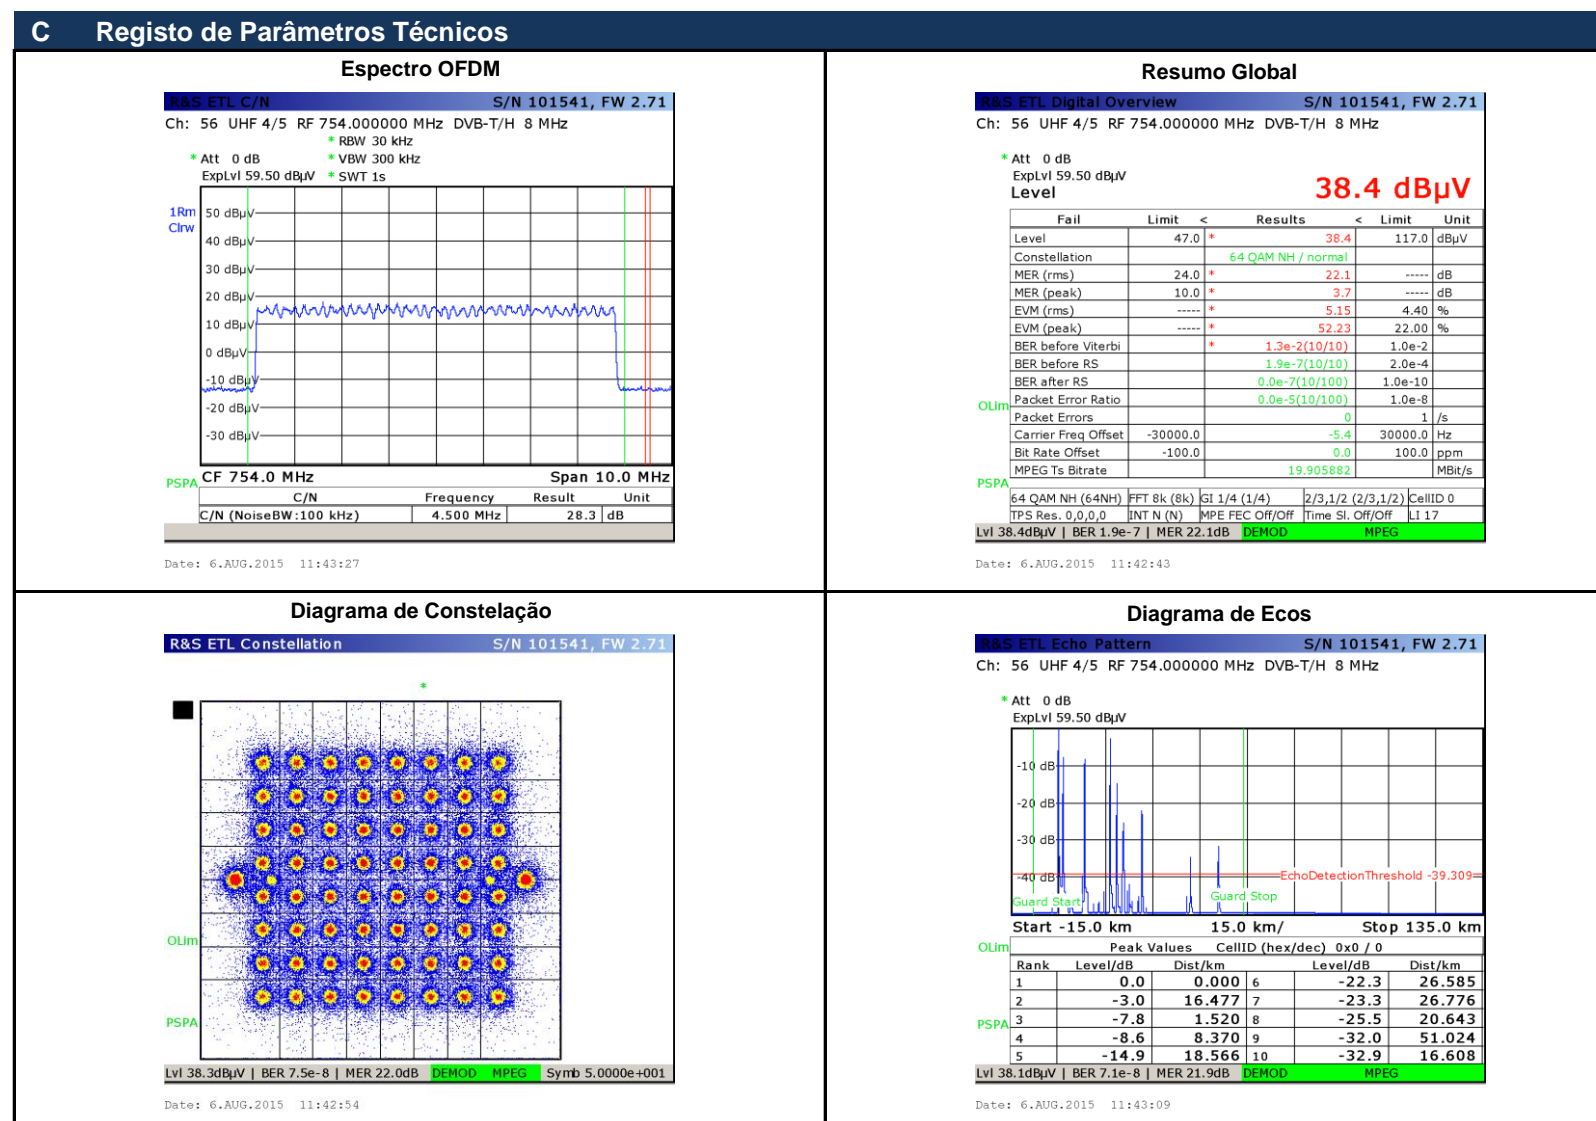 C Registo de Parâmetros Técnicos
Espectro OFDM
R&S ETL C/N S/N 101541, FW 2.71
Ch: 56 UHF 4/5 RF 754.000000 MHz DVB-T/H 8 MHz
* RBW 30 kHz
* Att 0 dB * VBW 300 kHz
ExpLvl 59.50 dBµV * SWT 1s
1Rm
Clrw
50 dBµV
40 dBµV
30 dBµV
20 dBµV
10 dBµV
0 dBµV
-10 dBµV
-20 dBµV
-30 dBµV
PSPA
CF 754.0 MHz Span 10.0 MHz
C/N Frequency Result Unit
C/N (NoiseBW:100 kHz) 4.500 MHz 28.3 dB
Date: 6.AUG.2015 11:43:27
Resumo Global
R&S ETL Digital Overview S/N 101541, FW 2.71
Ch: 56 UHF 4/5 RF 754.000000 MHz DVB-T/H 8 MHz
* Att 0 dB
ExpLvl 59.50 dBµV
Level 38.4 dBµV
Fail Limit < Results < Limit Unit
Level 47.0 * 38.4 117.0 dBµV
Constellation 64 QAM NH / normal
MER (rms) 24.0 * 22.1 ----- dB
MER (peak) 10.0 * 3.7 ----- dB
EVM (rms) ----- * 5.15 4.40 %
EVM (peak) ----- * 52.23 22.00 %
BER before Viterbi * 1.3e-2(10/10) 1.0e-2
BER before RS 1.9e-7(10/10) 2.0e-4
BER after RS 0.0e-7(10/100) 1.0e-10
Packet Error Ratio 0.0e-5(10/100) 1.0e-8
OLim
Packet Errors 0 1 /s
Carrier Freq Offset -30000.0 -5.4 30000.0 Hz
Bit Rate Offset -100.0 0.0 100.0 ppm
MPEG Ts Bitrate 19.905882 MBit/s
PSPA
64 QAM NH (64NH) FFT 8k (8k) GI 1/4 (1/4) 2/3,1/2 (2/3,1/2) CellID 0
TPS Res. 0,0,0,0 INT N (N) MPE FEC Off/Off Time Sl. Off/Off LI 17
Lvl 38.4dBµV | BER 1.9e-7 | MER 22.1dB DEMOD MPEG
Date: 6.AUG.2015 11:42:43
Diagrama de Constelação
R&S ETL Constellation S/N 101541, FW 2.71
*
OLim
PSPA
Lvl 38.3dBµV | BER 7.5e-8 | MER 22.0dB DEMOD MPEG Symb 5.0000e+001
Date: 6.AUG.2015 11:42:54
Diagrama de Ecos
R&S ETL Echo Pattern S/N 101541, FW 2.71
Ch: 56 UHF 4/5 RF 754.000000 MHz DVB-T/H 8 MHz
* Att 0 dB
ExpLvl 59.50 dBµV
-10 dB
-20 dB
-30 dB
-40 dB
EchoDetectionThreshold -39.309
Guard Start Guard Stop
Start -15.0 km 15.0 km/ Stop 135.0 km
OLim
Peak Values CellID (hex/dec) 0x0 / 0
Rank Level/dB Dist/km Level/dB Dist/km
1 0.0 0.000 6 -22.3 26.585
2 -3.0 16.477 7 -23.3 26.776
PSPA
3 -7.8 1.520 8 -25.5 20.643
4 -8.6 8.370 9 -32.0 51.024
5 -14.9 18.566 10 -32.9 16.608
Lvl 38.1dBµV | BER 7.1e-8 | MER 21.9dB DEMOD MPEG
Date: 6.AUG.2015 11:43:09